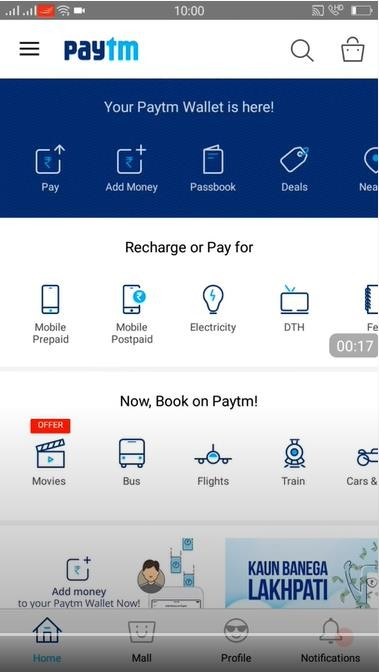 10:00
HD
paytm
Your Paytm Wallet is here!
Pay
Add Money
Passbook
Deals
Nea
Recharge or Pay for
Mobile Prepaid
Mobile Postpaid
Electricity
DTH
Fe
00:17
Now, Book on Paytm!
OFFER
Movies
Bus
Flights
Train
Cars &
Add money
to your Paytm Wallet Now!
KAUN BANEGA
LAKHPATI
Home
Mall
Profile
Notifications